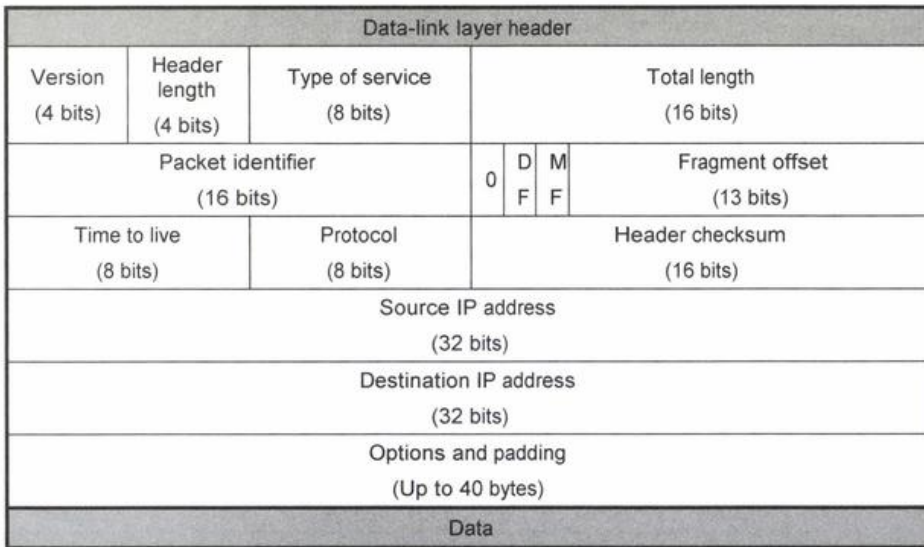 Data-link layer header
Version
(4 bits)
Header
length
(4 bits)
Type of service
(8 bits)
Total length
(16 bits)
Packet identifier
(16 bits)
0
D
F
M
F
Fragment offset
(13 bits)
Time to live
(8 bits)
Protocol
(8 bits)
Header checksum
(16 bits)
Source IP address
(32 bits)
Destination IP address
(32 bits)
Options and padding
(Up to 40 bytes)
Data